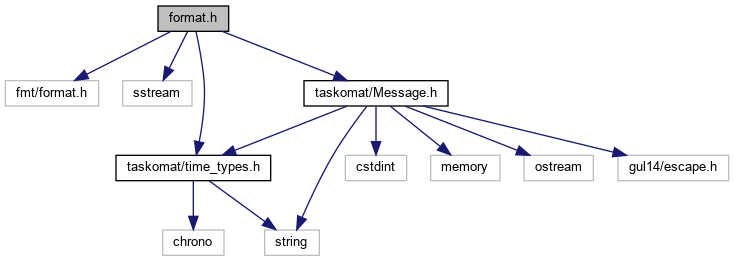 format.h
fmt/format.h
sstream
taskomat/Message.h
taskomat/time_types.h
cstdint
memory
ostream
gul14/escape.h
chrono
string